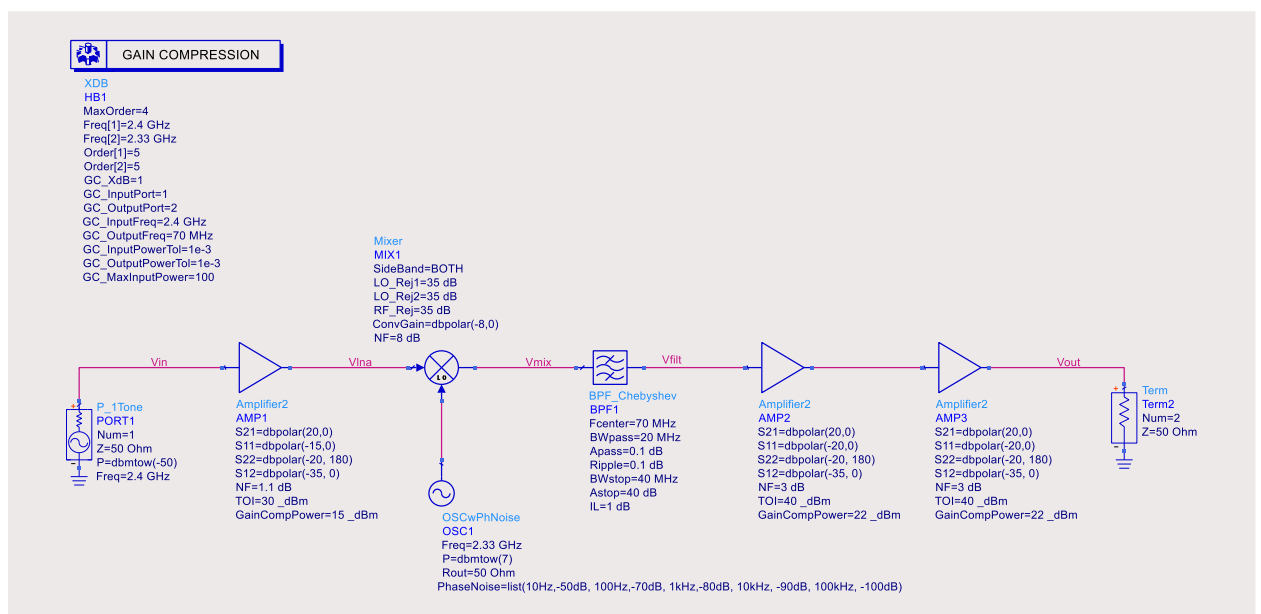 GAIN COMPRESSION
XDB
HB1
MaxOrder=4
Freq[1]=2.4 GHz
Freq[2]=2.33 GHz
Order[1]=5
Order[2]=5
GC_XdB=1
GC_InputPort=1
GC_OutputPort=2
GC_InputFreq=2.4 GHz
GC_OutputFreq=70 MHz
GC_InputPowerTol=1e-3
GC_OutputPowerTol=1e-3
GC_MaxInputPower=100
Mixer
MIX1
SideBand=BOTH
LO_Rej1=35 dB
LO_Rej2=35 dB
RF_Rej=35 dB
ConvGain=dbpolar(-8,0)
NF=8 dB
Vin
Vlna
LO
Vmix
Vfilt
Vout
P_1Tone
PORT1
Num=1
Z=50 Ohm
P=dbmtow(-50)
Freq=2.4 GHz
Amplifier2
AMP1
S21=dbpolar(20,0)
S11=dbpolar(-15,0)
S22=dbpolar(-20, 180)
S12=dbpolar(-35, 0)
NF=1.1 dB
TOI=30 _dBm
GainCompPower=15 _dBm
OSCwPhNoise
OSC1
Freq=2.33 GHz
P=dbmtow(7)
Rout=50 Ohm
PhaseNoise=list(10Hz,-50dB, 100Hz,-70dB, 1kHz,-80dB, 10kHz, -90dB, 100kHz, -100dB)
BPF_Chebyshev
BPF1
Fcenter=70 MHz
BWpass=20 MHz
Apass=0.1 dB
Ripple=0.1 dB
BWstop=40 MHz
Astop=40 dB
IL=1 dB
Amplifier2
AMP2
S21=dbpolar(20,0)
S11=dbpolar(-20,0)
S22=dbpolar(-20, 180)
S12=dbpolar(-35, 0)
NF=3 dB
TOI=40 _dBm
GainCompPower=22 _dBm
Amplifier2
AMP3
S21=dbpolar(20,0)
S11=dbpolar(-20,0)
S22=dbpolar(-20, 180)
S12=dbpolar(-35, 0)
NF=3 dB
TOI=40 _dBm
GainCompPower=22 _dBm
Term
Term2
Num=2
Z=50 Ohm